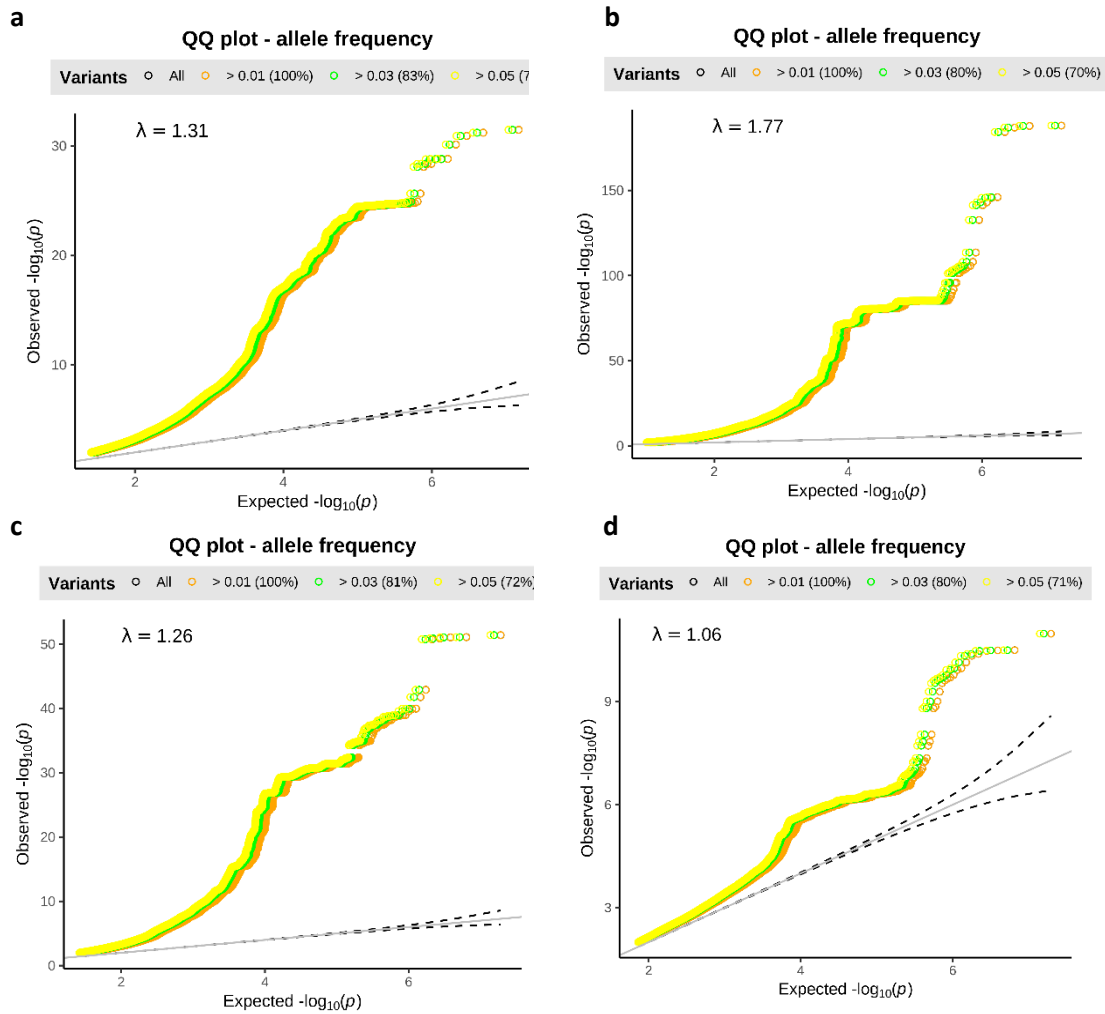 a
QQ plot - allele frequency
Variants All > 0.01 (100%) > 0.03 (83%) > 0.05 (7
λ = 1.31
30
20
10
Observed -log10(p)
2 4 6
Expected -log10(p)
b
QQ plot - allele frequency
Variants All > 0.01 (100%) > 0.03 (80%) > 0.05 (70%)
λ = 1.77
150
100
50
0
Observed -log10(p)
2 4 6
Expected -log10(p)
c
QQ plot - allele frequency
Variants All > 0.01 (100%) > 0.03 (81%) > 0.05 (72%)
λ = 1.26
50
40
30
20
10
0
Observed -log10(p)
2 4 6
Expected -log10(p)
d
QQ plot - allele frequency
Variants All > 0.01 (100%) > 0.03 (80%) > 0.05 (71%)
λ = 1.06
9
6
3
Observed -log10(p)
2 4 6
Expected -log10(p)